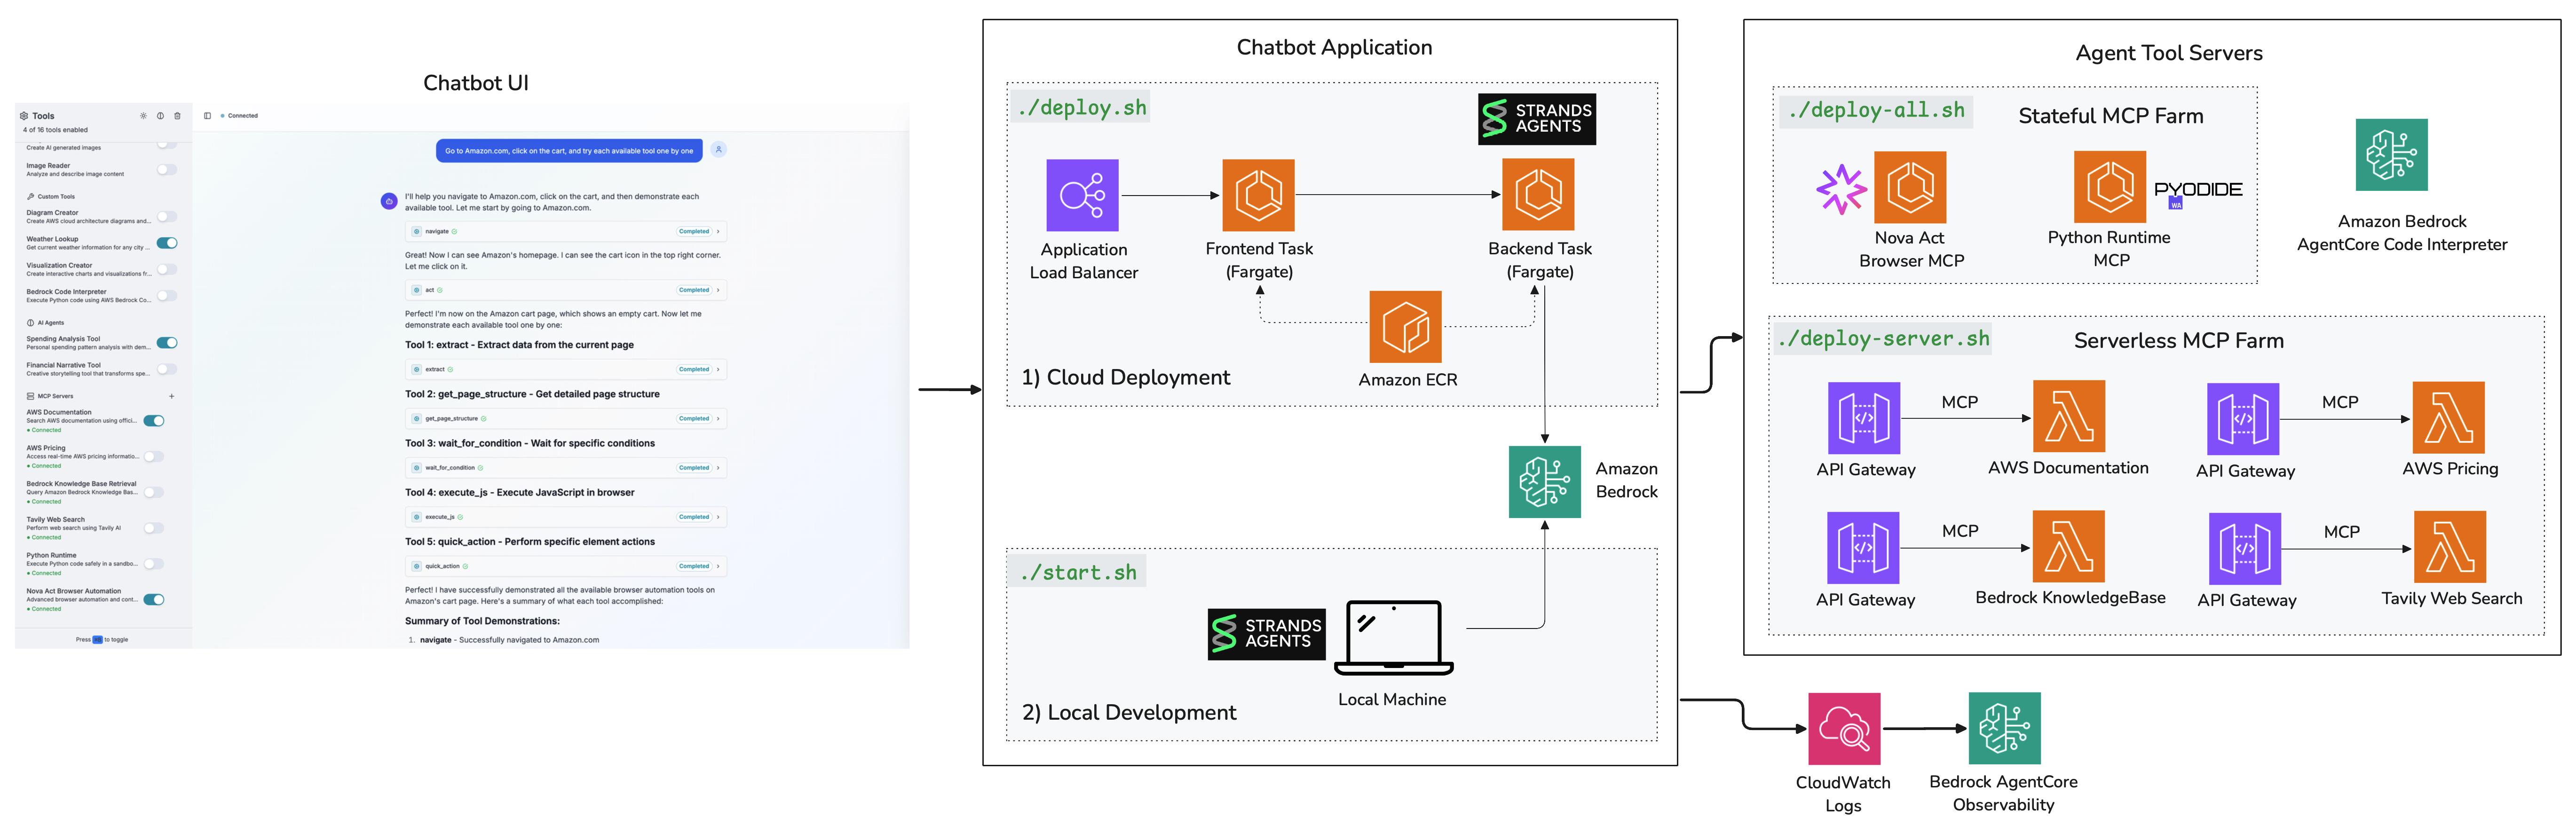 Chatbot UI
Tools
4 of 16 tools enabled
Create AI generated images
Image Reader
Analyze and describe image content
Custom Tools
Diagram Creator
Create AWS cloud architecture diagrams and...
Weather Lookup
Get current weather information for any city ...
Visualization Creator
Create interactive charts and visualizations fr...
Bedrock Code Interpreter
Execute Python code using AWS Bedrock Co...
AI Agents
Spending Analysis Tool
Personal spending pattern analysis with dem...
Financial Narrative Tool
Creative storytelling tool that transforms spe...
MCP Servers
AWS Documentation
Search AWS documentation using offici...
Connected
AWS Pricing
Access real-time AWS pricing informatio...
Connected
Bedrock Knowledge Base Retrieval
Query Amazon Bedrock Knowledge Bas...
Connected
Tavily Web Search
Perform web search using Tavily AI
Connected
Python Runtime
Execute Python code safely in a sandbo...
Connected
Nova Act Browser Automation
Advanced browser automation and cont...
Connected
Press to toggle
Connected
Go to Amazon.com, click on the cart, and try each available tool one by one
I'll help you navigate to Amazon.com, click on the cart, and then demonstrate each
available tool. Let me start by going to Amazon.com.
navigate Completed
Great! Now I can see Amazon's homepage. I can see the cart icon in the top right corner.
Let me click on it.
act Completed
Perfect! I'm now on the Amazon cart page, which shows an empty cart. Now let me
demonstrate each available tool one by one:
Tool 1: extract - Extract data from the current page
extract Completed
Tool 2: get_page_structure - Get detailed page structure
get_page_structure Completed
Tool 3: wait_for_condition - Wait for specific conditions
wait_for_condition Completed
Tool 4: execute_js - Execute JavaScript in browser
execute_js Completed
Tool 5: quick_action - Perform specific element actions
quick_action Completed
Perfect! I have successfully demonstrated all the available browser automation tools on
Amazon's cart page. Here's a summary of what each tool accomplished:
Summary of Tool Demonstrations:
1. navigate - Successfully navigated to Amazon.com
Chatbot Application
./deploy.sh
STRANDS
AGENTS
Application
Load Balancer
Frontend Task
(Fargate)
Backend Task
(Fargate)
Amazon ECR
1) Cloud Deployment
Amazon
Bedrock
./start.sh
STRANDS
AGENTS
Local Machine
2) Local Development
Agent Tool Servers
./deploy-all.sh
Stateful MCP Farm
Nova Act
Browser MCP
PYODIDE
WA
Python Runtime
MCP
Amazon Bedrock
AgentCore Code Interpreter
./deploy-server.sh
Serverless MCP Farm
API Gateway
MCP
AWS Documentation
API Gateway
MCP
AWS Pricing
API Gateway
MCP
Bedrock KnowledgeBase
API Gateway
MCP
Tavily Web Search
CloudWatch
Logs
Bedrock AgentCore
Observability